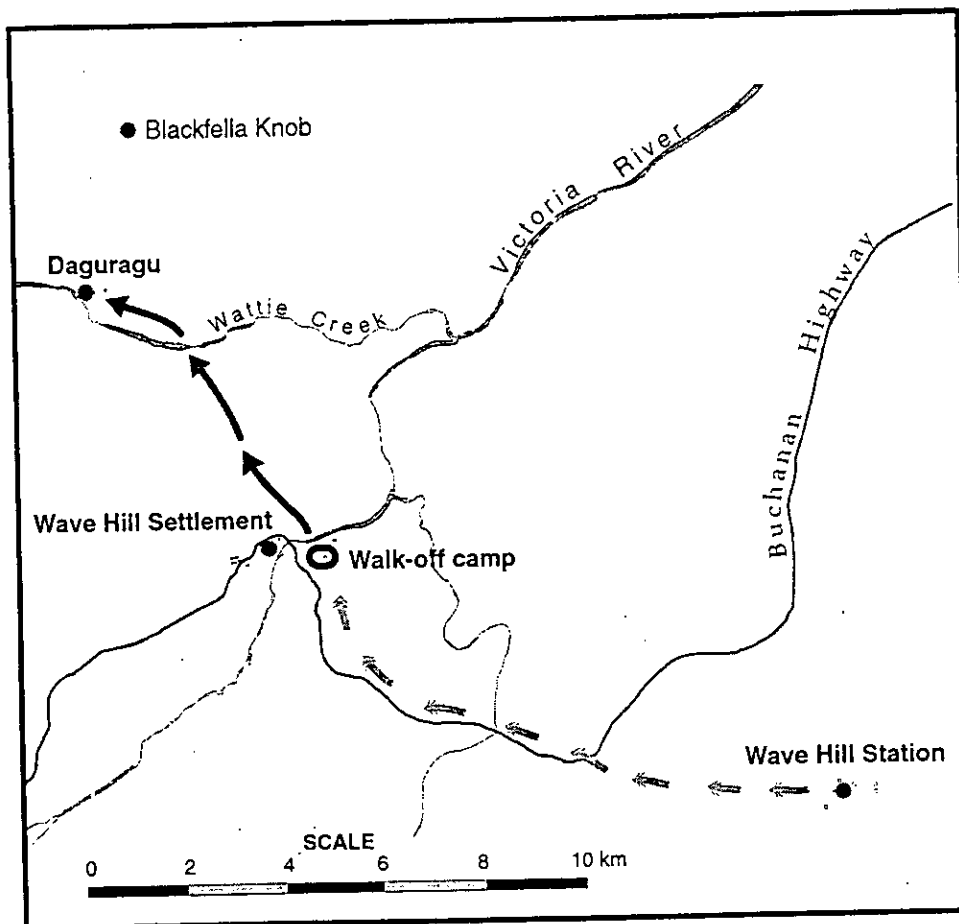 Blackfella Knob
Victoria River
Daguragu
Wattie Creek
Buchanan Highway
Wave Hill Settlement
Walk-off camp
Wave Hill Station
SCALE
0 2 4 6 8 10 km